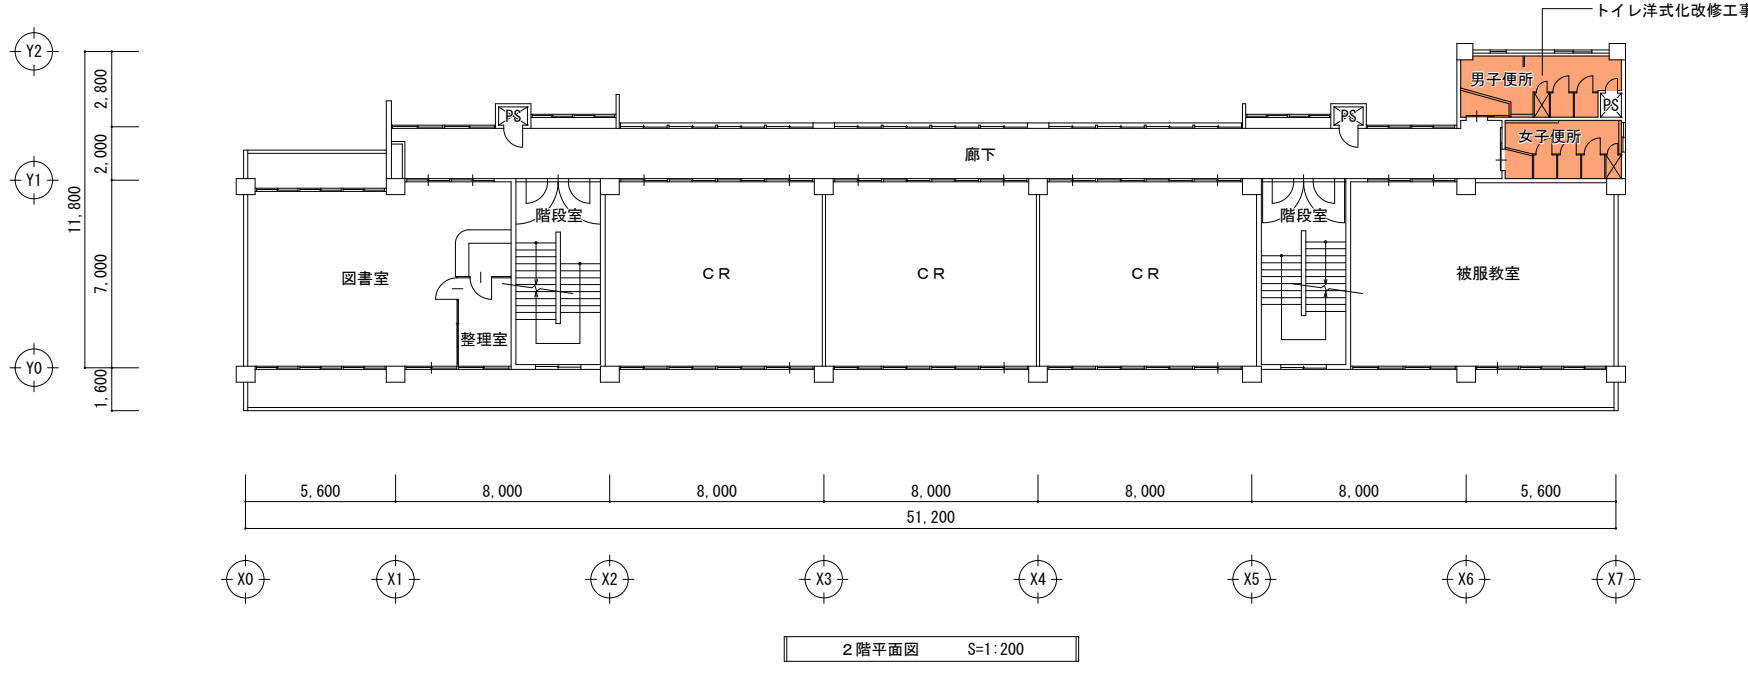 トイレ洋式化改修工事
Y2
男子便所
2,800
PS
PS
PS
女子便所
2,000
廊下
Y1
11,800
階段室
階段室
7,000
図書室
CR
CR
CR
被服教室
整理室
Y0
1,600
5,600
8,000
8,000
8,000
8,000
8,000
5,600
51,200
X0
X1
X2
X3
X4
X5
X6
X7
2階平面図 S=1:200